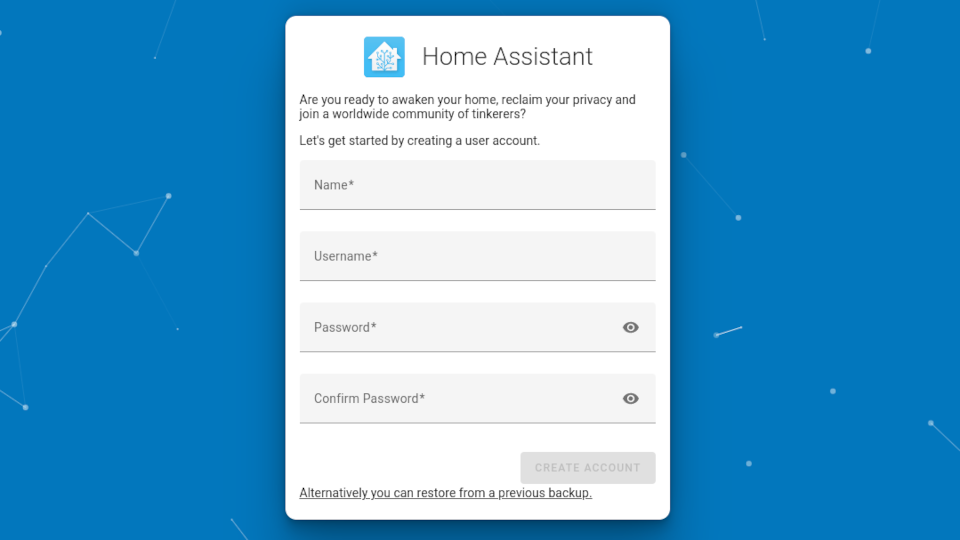 Home Assistant
Are you ready to awaken your home, reclaim your privacy and
join a worldwide community of tinkerers?
Let's get started by creating a user account.
Name*
Username*
Password*
Confirm Password*
CREATE ACCOUNT
Alternatively you can restore from a previous backup.